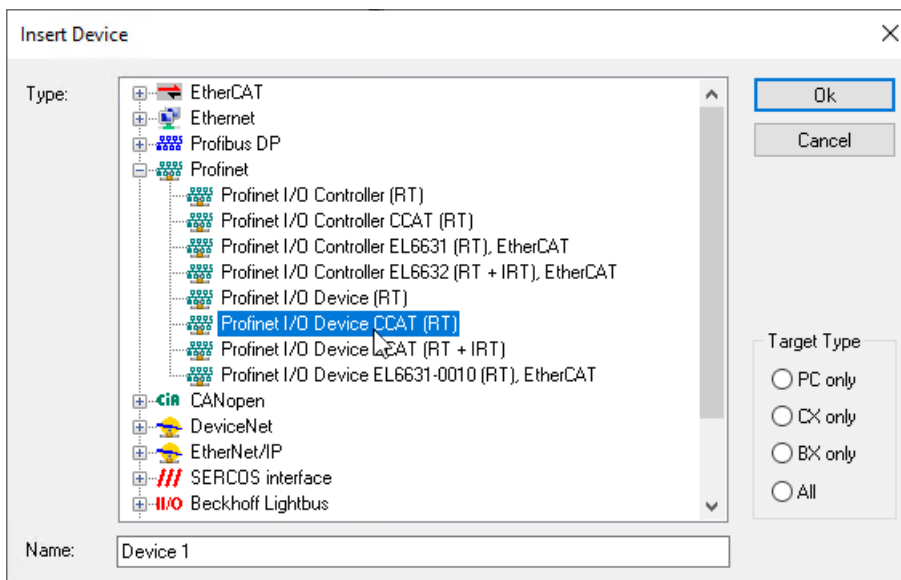 Insert Device
Type:
EtherCAT
Ethernet
Profibus DP
Profinet
Profinet I/O Controller (RT)
Profinet I/O Controller CCAT (RT)
Profinet I/O Controller EL6631 (RT), EtherCAT
Profinet I/O Controller EL6632 (RT + IRT), EtherCAT
Profinet I/O Device (RT)
Profinet I/O Device CCAT (RT)
Profinet I/O Device CCAT (RT + IRT)
Profinet I/O Device EL6631-0010 (RT), EtherCAT
CiA CANopen
DeviceNet
EtherNet/IP
SERCOS interface
II/O Beckhoff Lightbus
Ok
Cancel
Target Type
PC only
CX only
BX only
All
Name:
Device 1